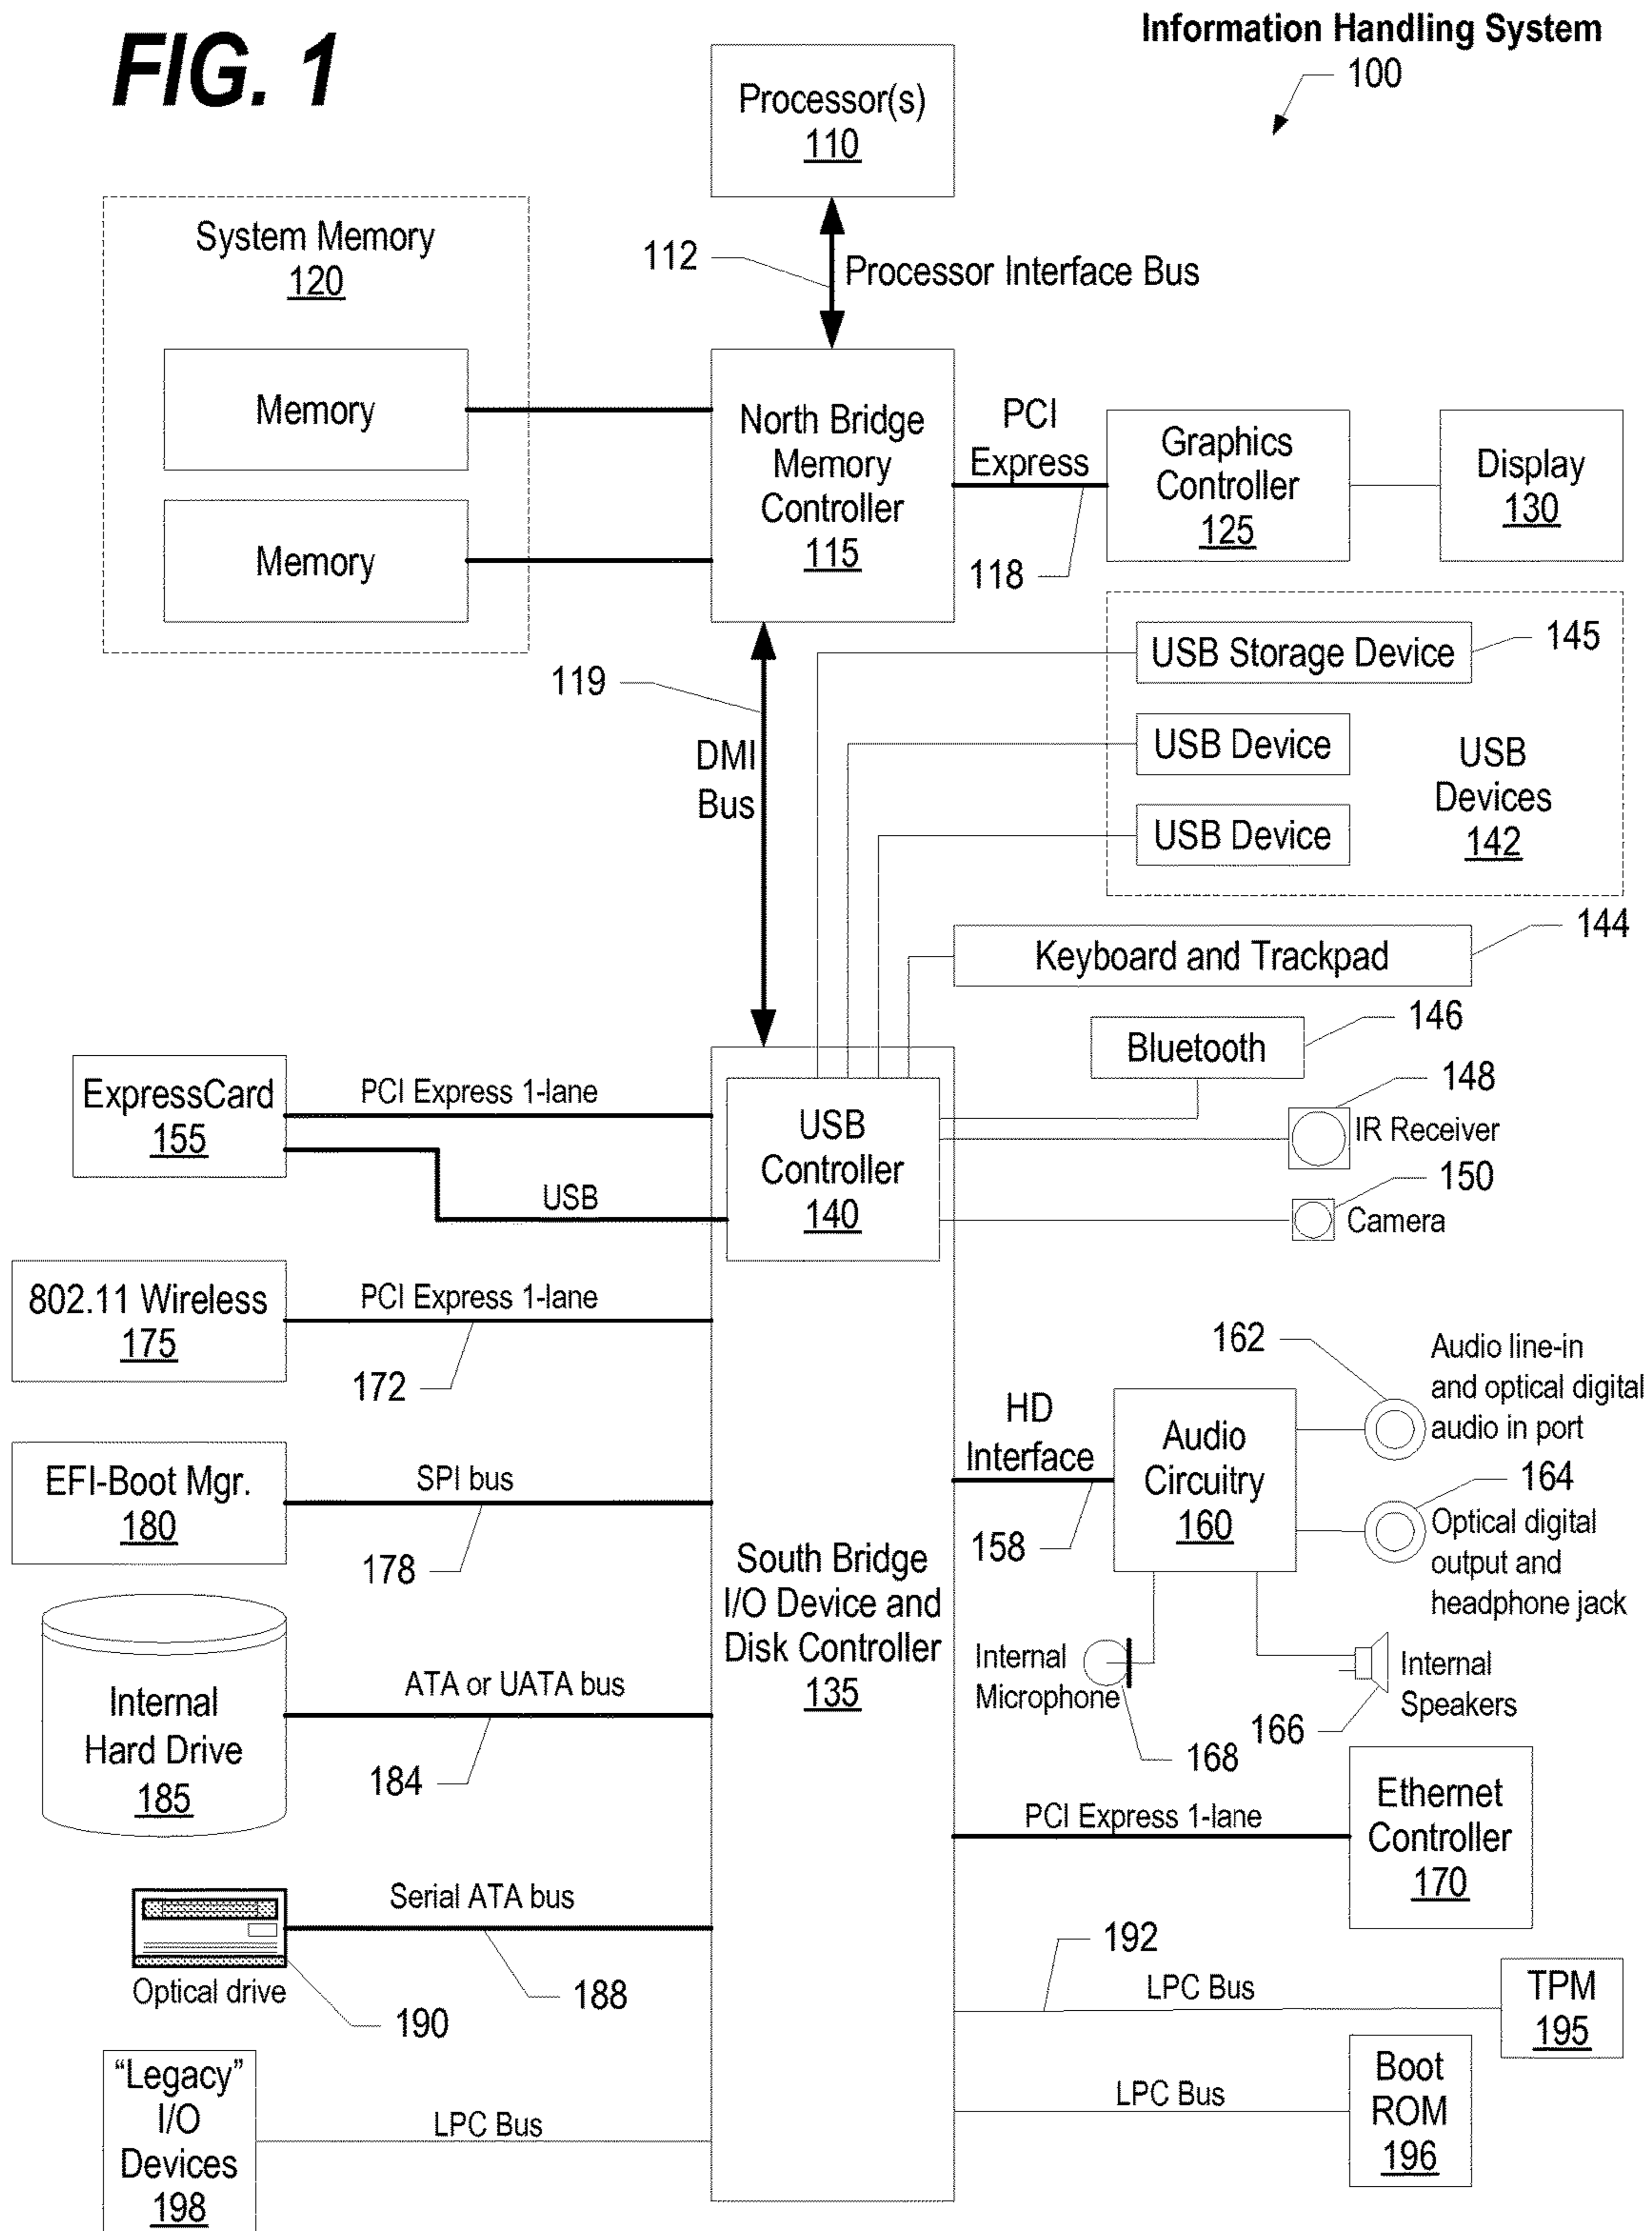 FIG. 1
Information Handling System
100
Processor(s)
110
System Memory
120
112
Processor Interface Bus
Memory
Memory
North Bridge
Memory
Controller
115
PCI
Express
118
Graphics
Controller
125
Display
130
119
DMI
Bus
USB Storage Device
145
USB Device
USB Device
USB
Devices
142
Keyboard and Trackpad
144
Bluetooth
146
148
IR Receiver
150
Camera
ExpressCard
155
PCI Express 1-lane
USB
USB
Controller
140
802.11 Wireless
175
PCI Express 1-lane
172
EFI-Boot Mgr.
180
SPI bus
178
South Bridge
I/O Device and
Disk Controller
135
HD
Interface
158
Audio
Circuitry
160
162
Audio line-in
and optical digital
audio in port
164
Optical digital
output and
headphone jack
Internal
Microphone
168
Internal
Speakers
166
Internal
Hard Drive
185
ATA or UATA bus
184
PCI Express 1-lane
Ethernet
Controller
170
Serial ATA bus
188
Optical drive
190
192
LPC Bus
TPM
195
LPC Bus
Boot
ROM
196
“Legacy”
I/O
Devices
198
LPC Bus